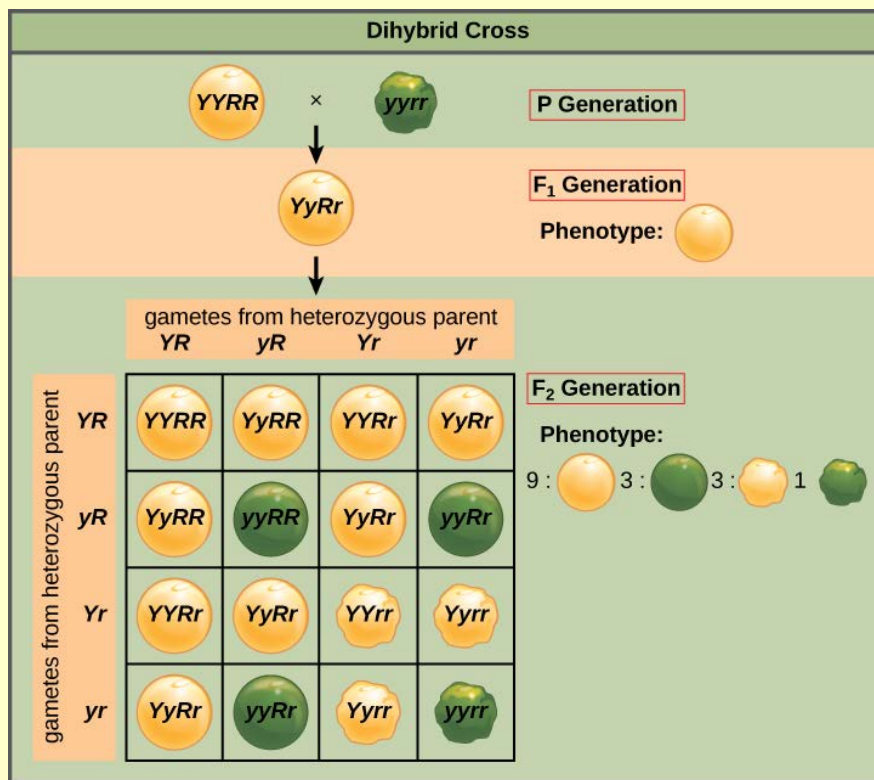 Dihybrid Cross
YYRR × yyrr
P Generation
YyRr
F₁ Generation
Phenotype:
gametes from heterozygous parent
YR yR Yr yr
gametes from heterozygous parent
YR YYRR YyRR YYRr YyRr
yR YyRR yyRR YyRr yyRr
Yr YYRr YyRr YYrr Yyrr
yr YyRr yyRr Yyrr yyrr
F₂ Generation
Phenotype:
9 : 3 : 3 : 1